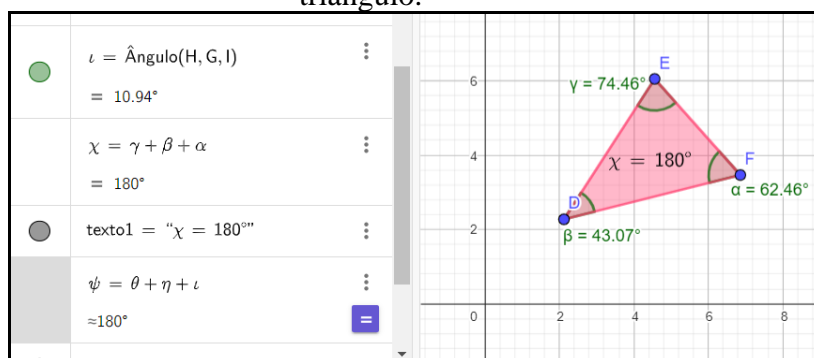 triângulo.
ι = Ângulo(H, G, I)
= 10.94°
χ = γ + β + α
= 180°
texto1 = “χ = 180°”
ψ = θ + η + ι
≈180°
=
E
γ = 74.46°
6
χ = 180°
4
F
α = 62.46°
D
β = 43.07°
2
0
2
4
6
8